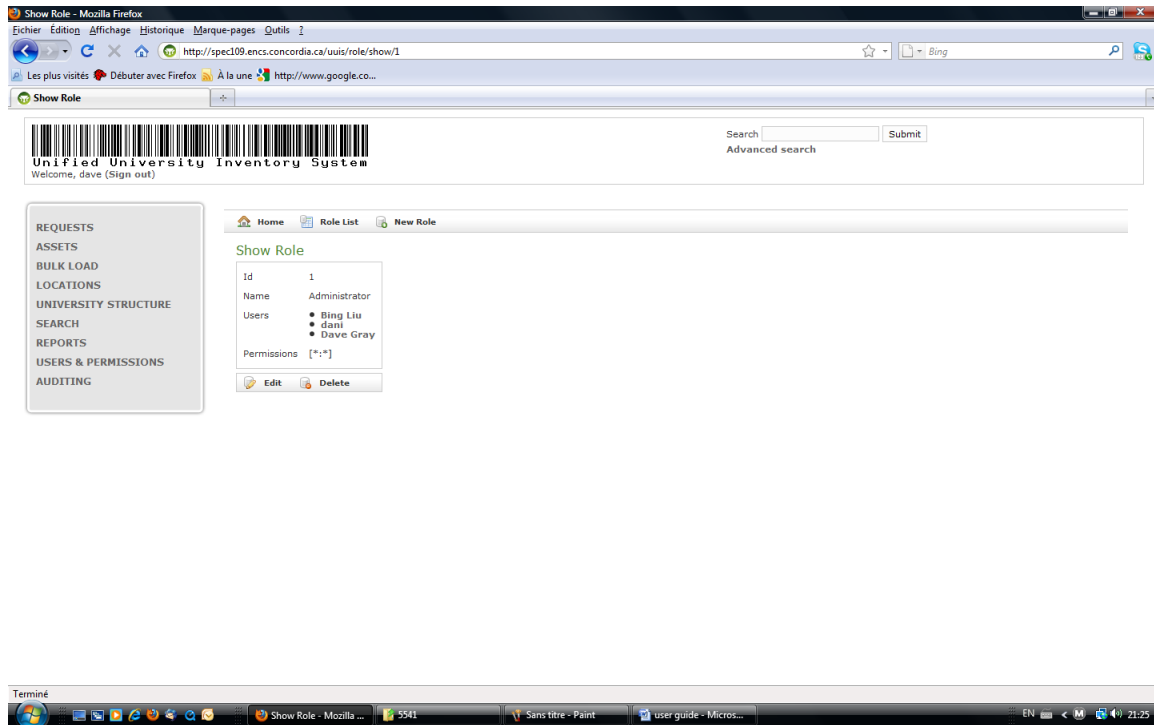 Show Role - Mozilla Firefox
Fichier Édition Affichage Historique Marque-pages Outils ?
http://spec109.encs.concordia.ca/uuis/role/show/1
Bing
Les plus visités Débuter avec Firefox À la une http://www.google.co...
Show Role
Unified University Inventory System
Welcome, dave (Sign out)
Search Submit
Advanced search
REQUESTS
ASSETS
BULK LOAD
LOCATIONS
UNIVERSITY STRUCTURE
SEARCH
REPORTS
USERS & PERMISSIONS
AUDITING
Home Role List New Role
Show Role
Id 1
Name Administrator
Users • Bing Liu
• dani
• Dave Gray
Permissions [*:*]
Edit Delete
Terminé
Show Role - Mozilla ... 5541 Sans titre - Paint user guide - Micros... EN M 21:25